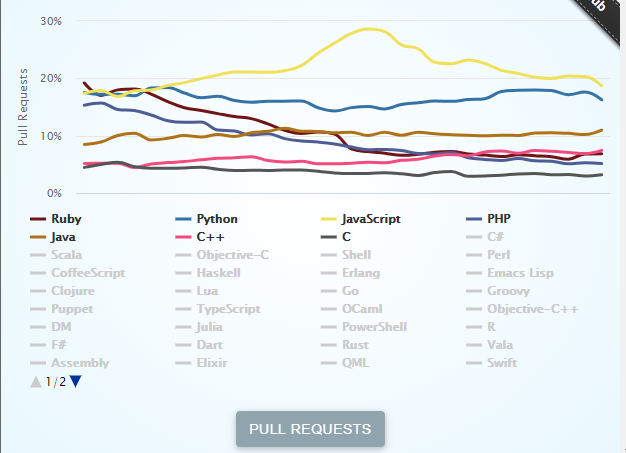 ub
30%
20%
10%
0%
Pull Requests
Ruby Python JavaScript PHP
Java C++ C C#
Scala Objective-C Shell Perl
CoffeeScript Haskell Erlang Emacs Lisp
Clojure Lua Go Groovy
Puppet TypeScript OCaml Objective-C++
DM Julia PowerShell R
F# Dart Rust Vala
Assembly Elixir QML Swift
1/2
PULL REQUESTS